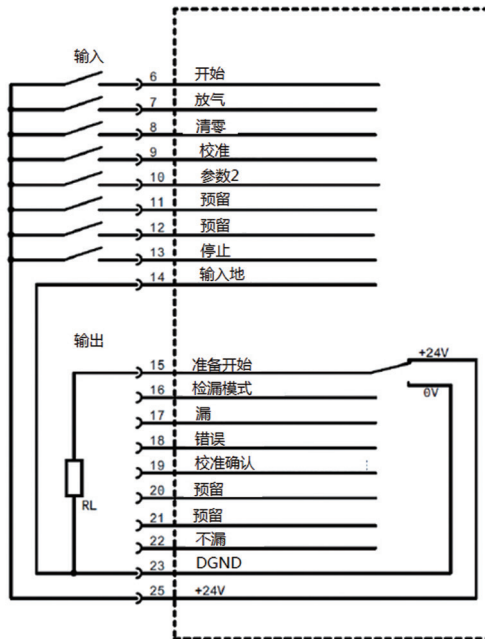 输入
6 开始
7 放气
8 清零
9 校准
10 参数2
11 预留
12 预留
13 停止
14 输入地
输出
15 准备开始
+24V
16 检漏模式
0V
17 漏
18 错误
19 校准确认
20 预留
RL
21 预留
22 不漏
23 DGND
25 +24V